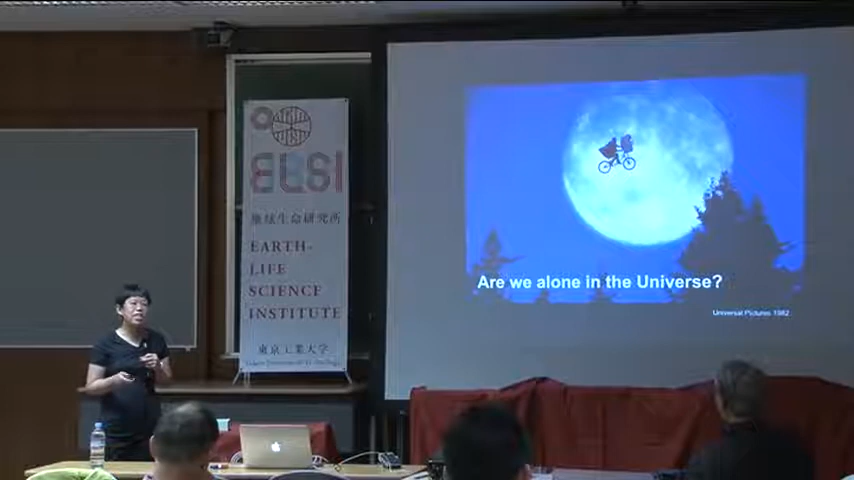 ELSI
地球生命研究所
EARTH-
LIFE
SCIENCE
INSTITUTE
東京工業大学
Are we alone in the Universe?
Universal Pictures 1982